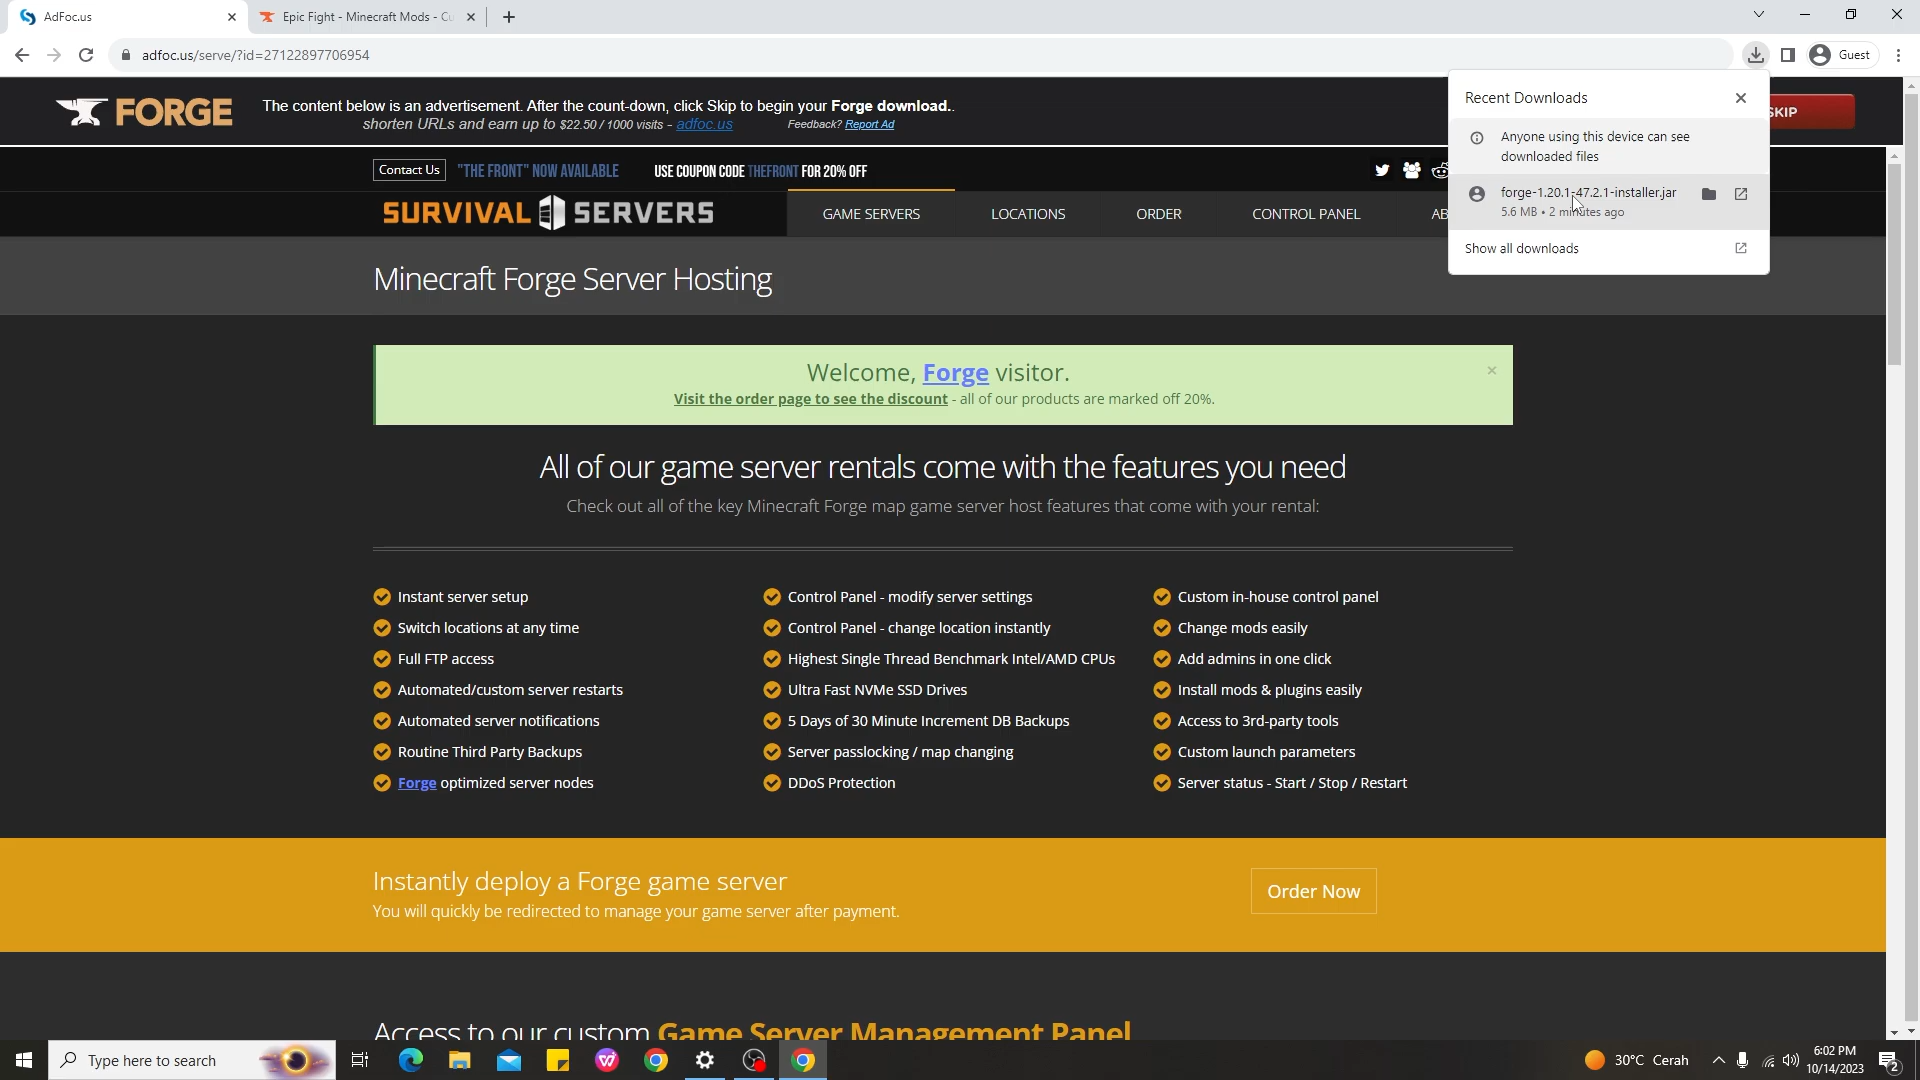 AdFoc.us
Epic Fight - Minecraft Mods - Cu
adfoc.us/serve/?id=27122897706954
Guest
FORGE
The content below is an advertisement. After the count-down, click Skip to begin your Forge download..
shorten URLs and earn up to $22.50 / 1000 visits - adfoc.us
Feedback? Report Ad
SKIP
Recent Downloads
Anyone using this device can see
downloaded files
forge-1.20.1-47.2.1-installer.jar
5.6 MB • 2 minutes ago
Show all downloads
Contact Us
"THE FRONT" NOW AVAILABLE
USE COUPON CODE THEFRONT FOR 20% OFF
SURVIVAL SERVERS
GAME SERVERS
LOCATIONS
ORDER
CONTROL PANEL
AB
Minecraft Forge Server Hosting
Welcome, Forge visitor.
Visit the order page to see the discount - all of our products are marked off 20%.
All of our game server rentals come with the features you need
Check out all of the key Minecraft Forge map game server host features that come with your rental:
Instant server setup
Switch locations at any time
Full FTP access
Automated/custom server restarts
Automated server notifications
Routine Third Party Backups
Forge optimized server nodes
Control Panel - modify server settings
Control Panel - change location instantly
Highest Single Thread Benchmark Intel/AMD CPUs
Ultra Fast NVMe SSD Drives
5 Days of 30 Minute Increment DB Backups
Server passlocking / map changing
DDoS Protection
Custom in-house control panel
Change mods easily
Add admins in one click
Install mods & plugins easily
Access to 3rd-party tools
Custom launch parameters
Server status - Start / Stop / Restart
Instantly deploy a Forge game server
You will quickly be redirected to manage your game server after payment.
Order Now
Access to our custom Game Server Management Panel
Type here to search
30°C Cerah
6:02 PM
10/14/2023
2